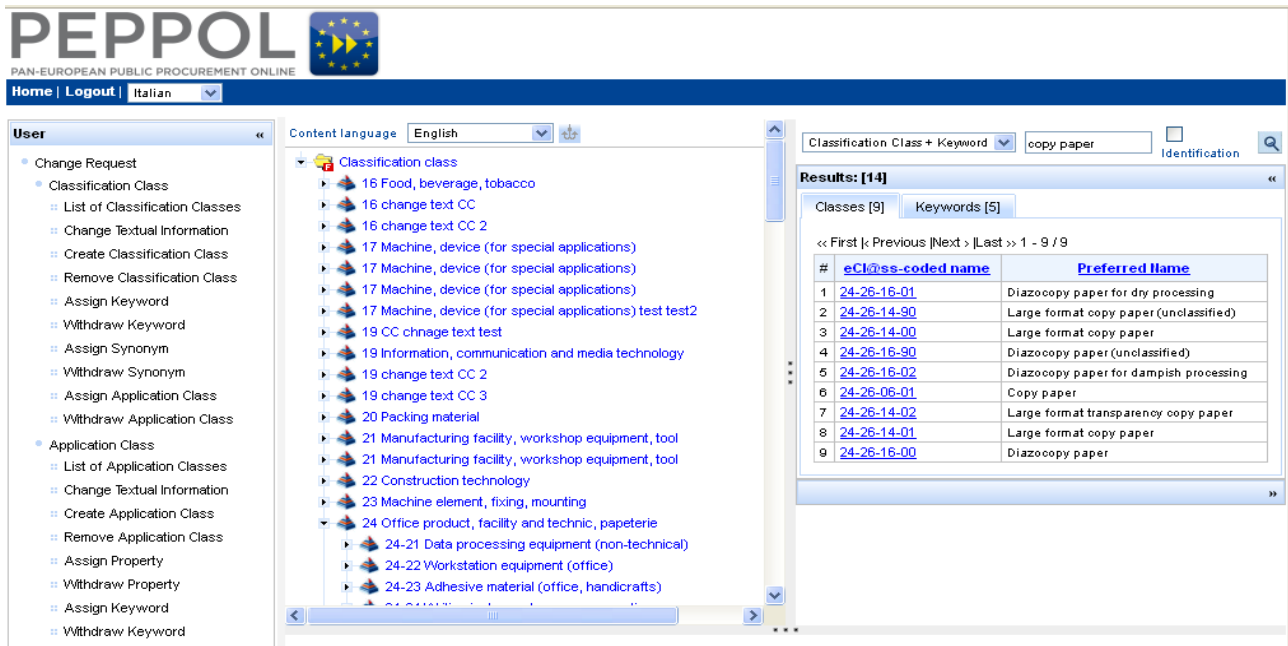 PEPPOL
PAN-EUROPEAN PUBLIC PROCUREMENT ONLINE
Home | Logout | Italian
User «
Change Request
Classification Class
List of Classification Classes
Change Textual Information
Create Classification Class
Remove Classification Class
Assign Keyword
Withdraw Keyword
Assign Synonym
Withdraw Synonym
Assign Application Class
Withdraw Application Class
Application Class
List of Application Classes
Change Textual Information
Create Application Class
Remove Application Class
Assign Property
Withdraw Property
Assign Keyword
Withdraw Keyword
Content language English
Classification class
16 Food, beverage, tobacco
16 change text CC
16 change text CC 2
17 Machine, device (for special applications)
17 Machine, device (for special applications)
17 Machine, device (for special applications)
17 Machine, device (for special applications) test test2
19 CC chnage text test
19 Information, communication and media technology
19 change text CC 2
19 change text CC 3
20 Packing material
21 Manufacturing facility, workshop equipment, tool
21 Manufacturing facility, workshop equipment, tool
22 Construction technology
23 Machine element, fixing, mounting
24 Office product, facility and technic, papeterie
24-21 Data processing equipment (non-technical)
24-22 Workstation equipment (office)
24-23 Adhesive material (office, handicrafts)
Classification Class + Keyword copy paper Identification
Results: [14] «
Classes [9] Keywords [5]
‹‹ First |‹ Previous |Next › |Last ›› 1 - 9 / 9
# eCl@ss-coded name Preferred Name
1 24-26-16-01 Diazocopy paper for dry processing
2 24-26-14-90 Large format copy paper (unclassified)
3 24-26-14-00 Large format copy paper
4 24-26-16-90 Diazocopy paper (unclassified)
5 24-26-16-02 Diazocopy paper for dampish processing
6 24-26-06-01 Copy paper
7 24-26-14-02 Large format transparency copy paper
8 24-26-14-01 Large format copy paper
9 24-26-16-00 Diazocopy paper
»